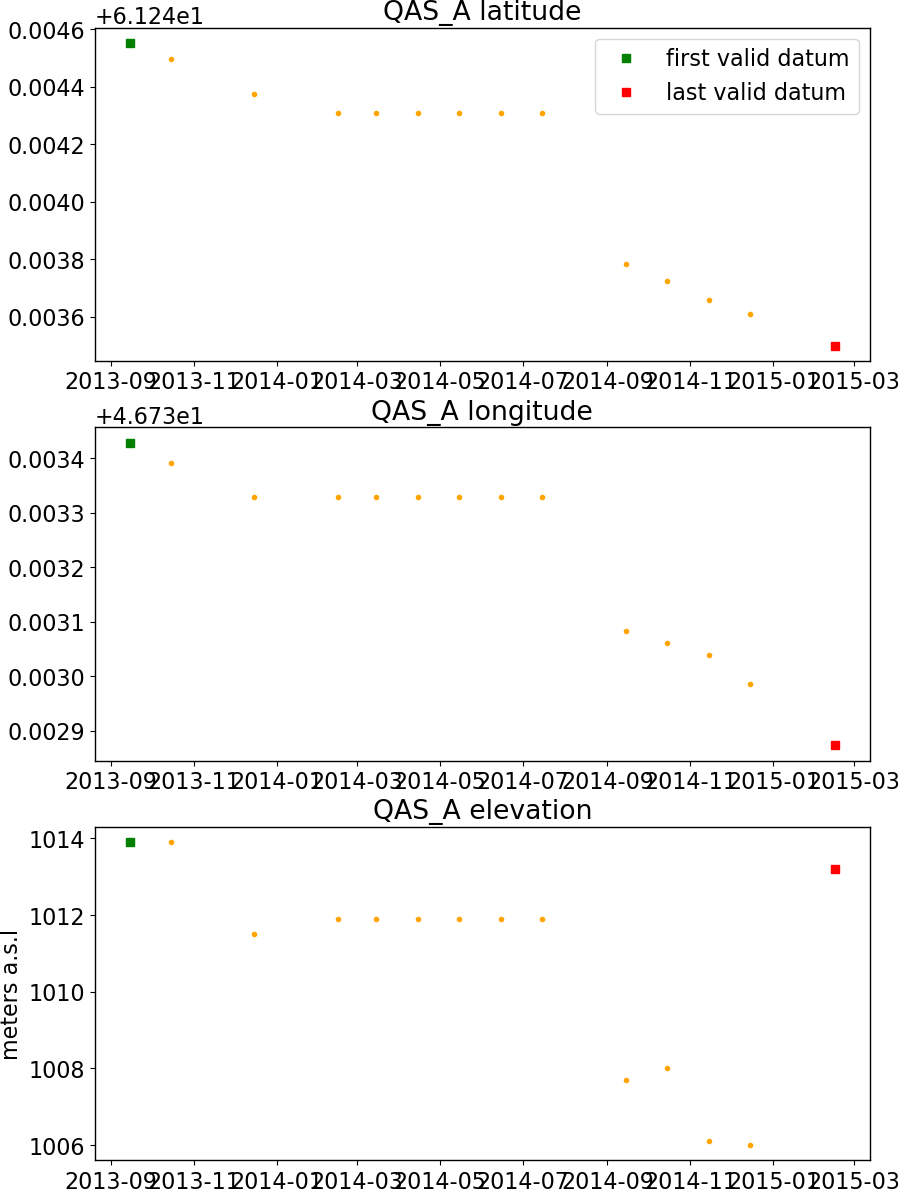 QAS_A latitude
+6.124e1
0.0046
0.0044
0.0042
0.0040
0.0038
0.0036
first valid datum
last valid datum
2013-09 2013-11 2014-01 2014-03 2014-05 2014-07 2014-09 2014-11 2015-01 2015-03
QAS_A longitude
+4.673e1
0.0034
0.0033
0.0032
0.0031
0.0030
0.0029
2013-09 2013-11 2014-01 2014-03 2014-05 2014-07 2014-09 2014-11 2015-01 2015-03
QAS_A elevation
meters a.s.l
1014
1012
1010
1008
1006
2013-09 2013-11 2014-01 2014-03 2014-05 2014-07 2014-09 2014-11 2015-01 2015-03